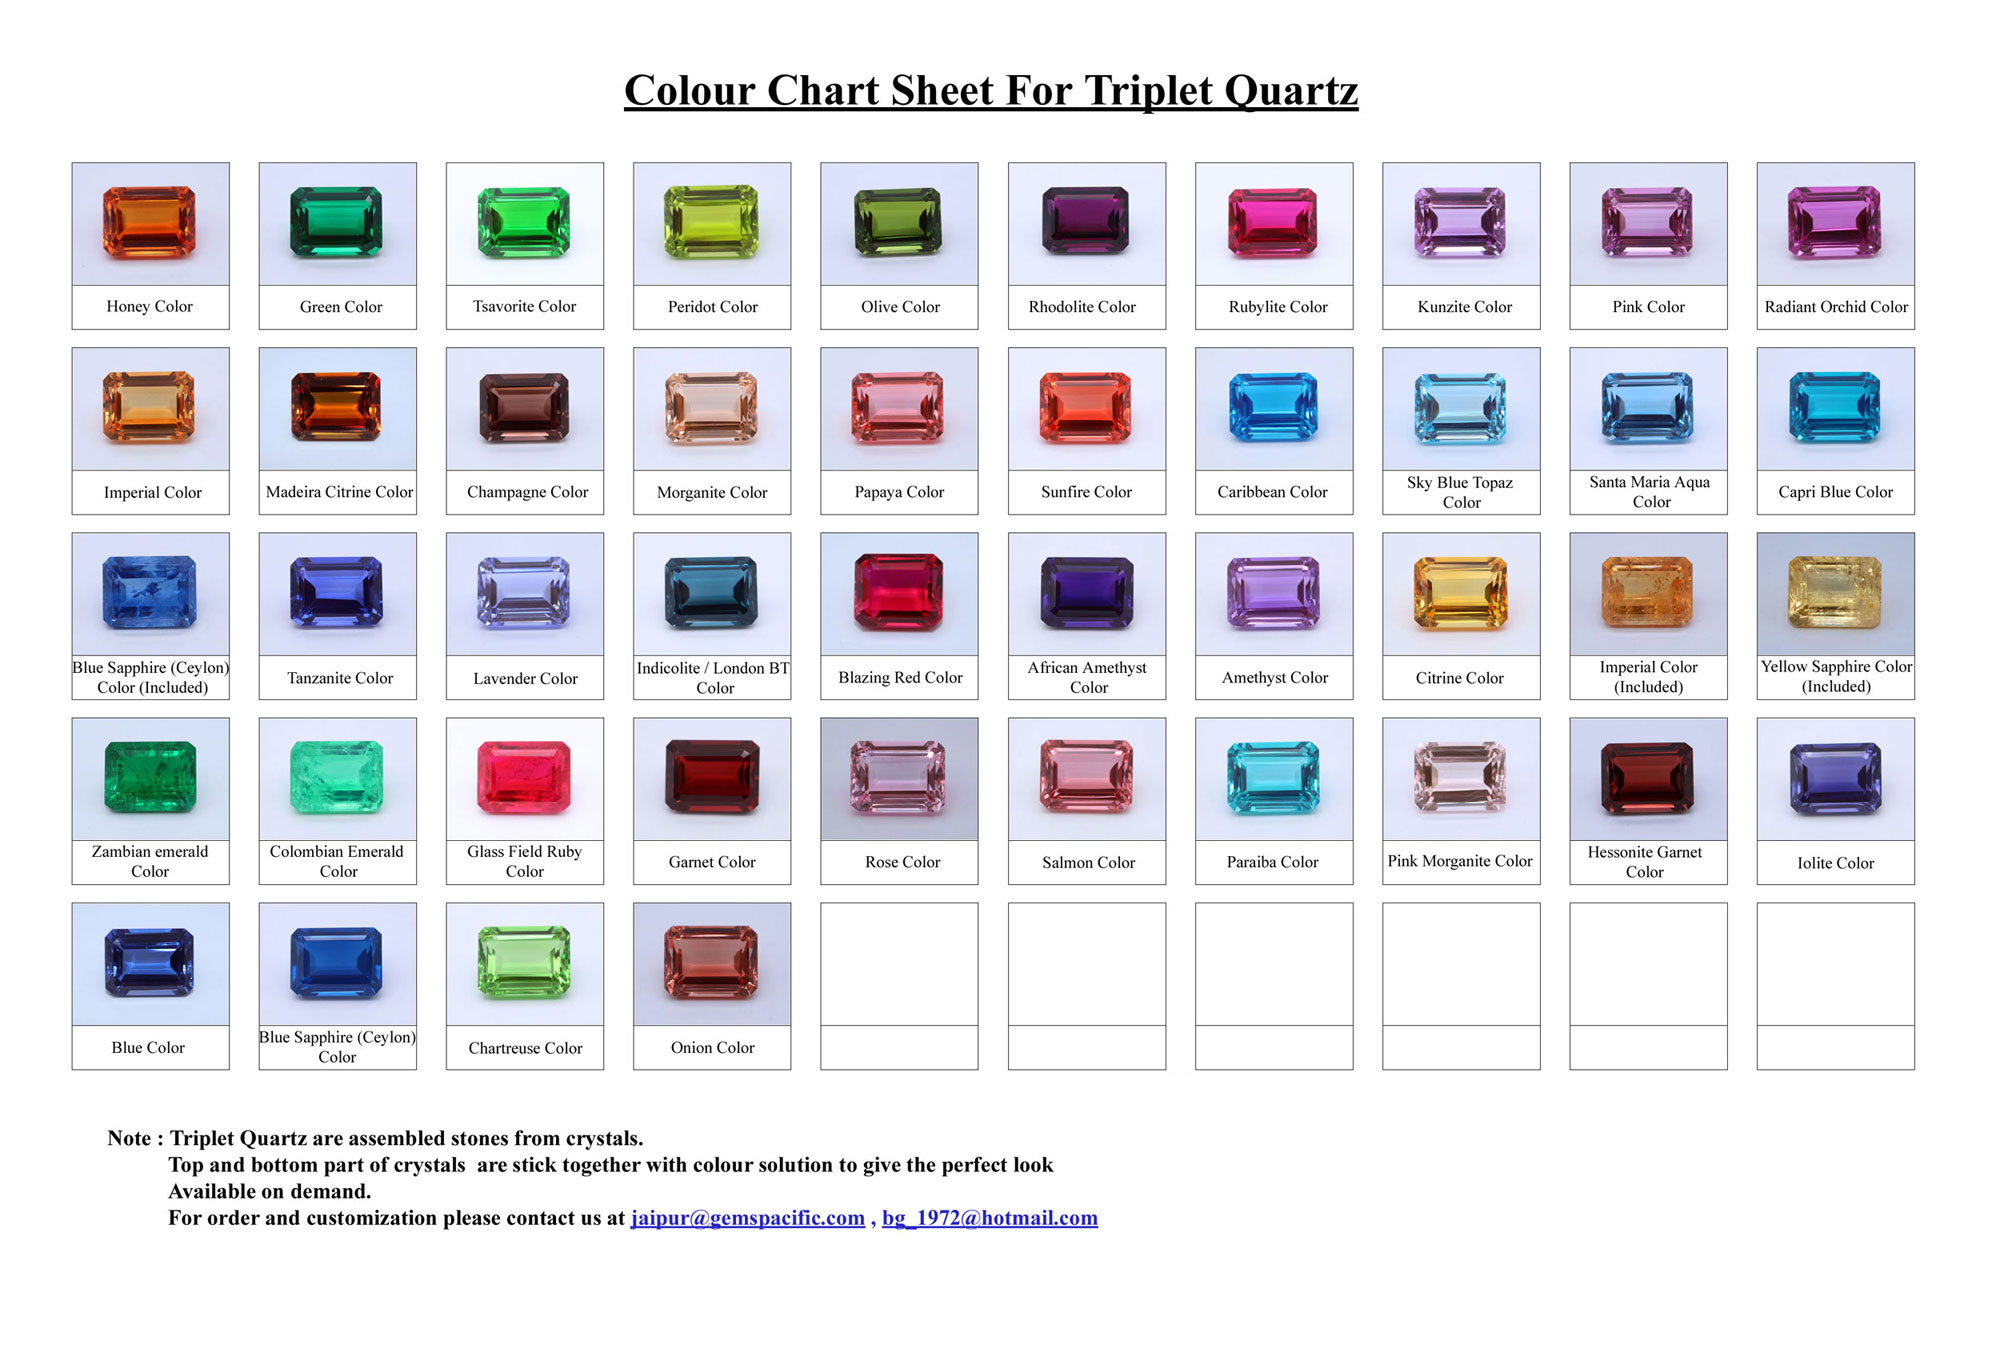 Colour Chart Sheet For Triplet Quartz
Honey Color
Green Color
Tsavorite Color
Peridot Color
Olive Color
Rhodolite Color
Rubylite Color
Kunzite Color
Pink Color
Radiant Orchid Color
Imperial Color
Madeira Citrine Color
Champagne Color
Morganite Color
Papaya Color
Sunfire Color
Caribbean Color
Sky Blue Topaz
Color
Santa Maria Aqua
Color
Capri Blue Color
Blue Sapphire (Ceylon)
Color (Included)
Tanzanite Color
Lavender Color
Indicolite / London BT
Color
Blazing Red Color
African Amethyst
Color
Amethyst Color
Citrine Color
Imperial Color
(Included)
Yellow Sapphire Color
(Included)
Zambian emerald
Color
Colombian Emerald
Color
Glass Field Ruby
Color
Garnet Color
Rose Color
Salmon Color
Paraiba Color
Pink Morganite Color
Hessonite Garnet
Color
Iolite Color
Blue Color
Blue Sapphire (Ceylon)
Color
Chartreuse Color
Onion Color
Note : Triplet Quartz are assembled stones from crystals.
Top and bottom part of crystals  are stick together with colour solution to give the perfect look
Available on demand.
For order and customization please contact us at jaipur@gemspacific.com , bg_1972@hotmail.com